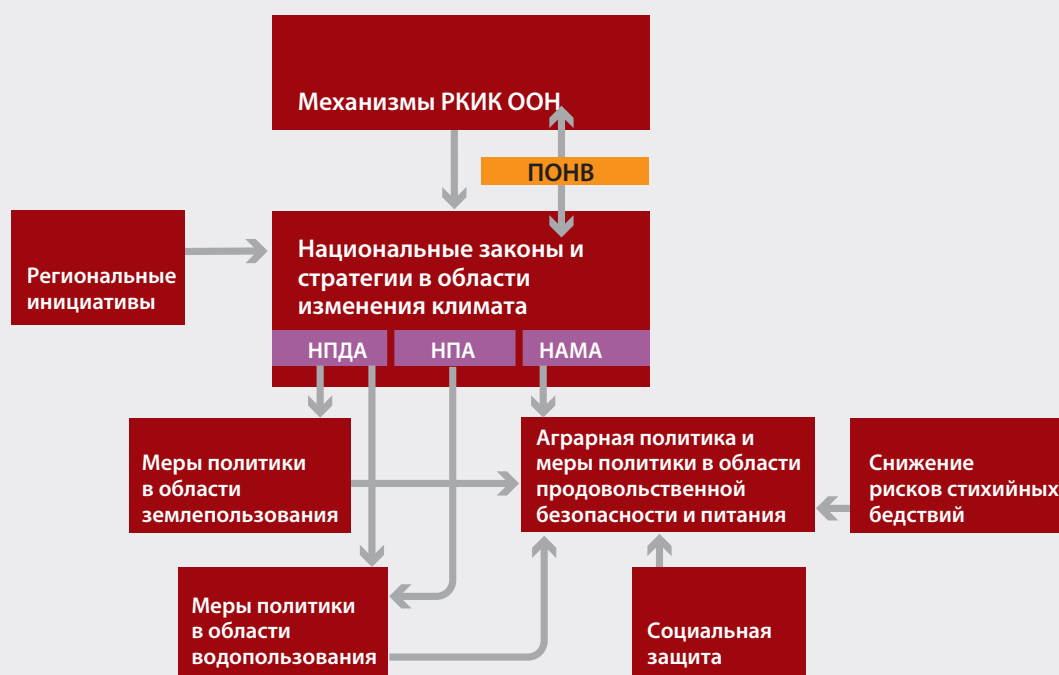 Механизмы РКИК ООН
ПОНВ
Региональные
инициативы
Национальные законы и
стратегии в области
изменения климата
НПДА
НПА
НАМА
Меры политики
в области
землепользования
Аграрная политика и
меры политики в области
продовольственной
безопасности и питания
Снижение
рисков стихийных
бедствий
Меры политики
в области
водопользования
Социальная
защита